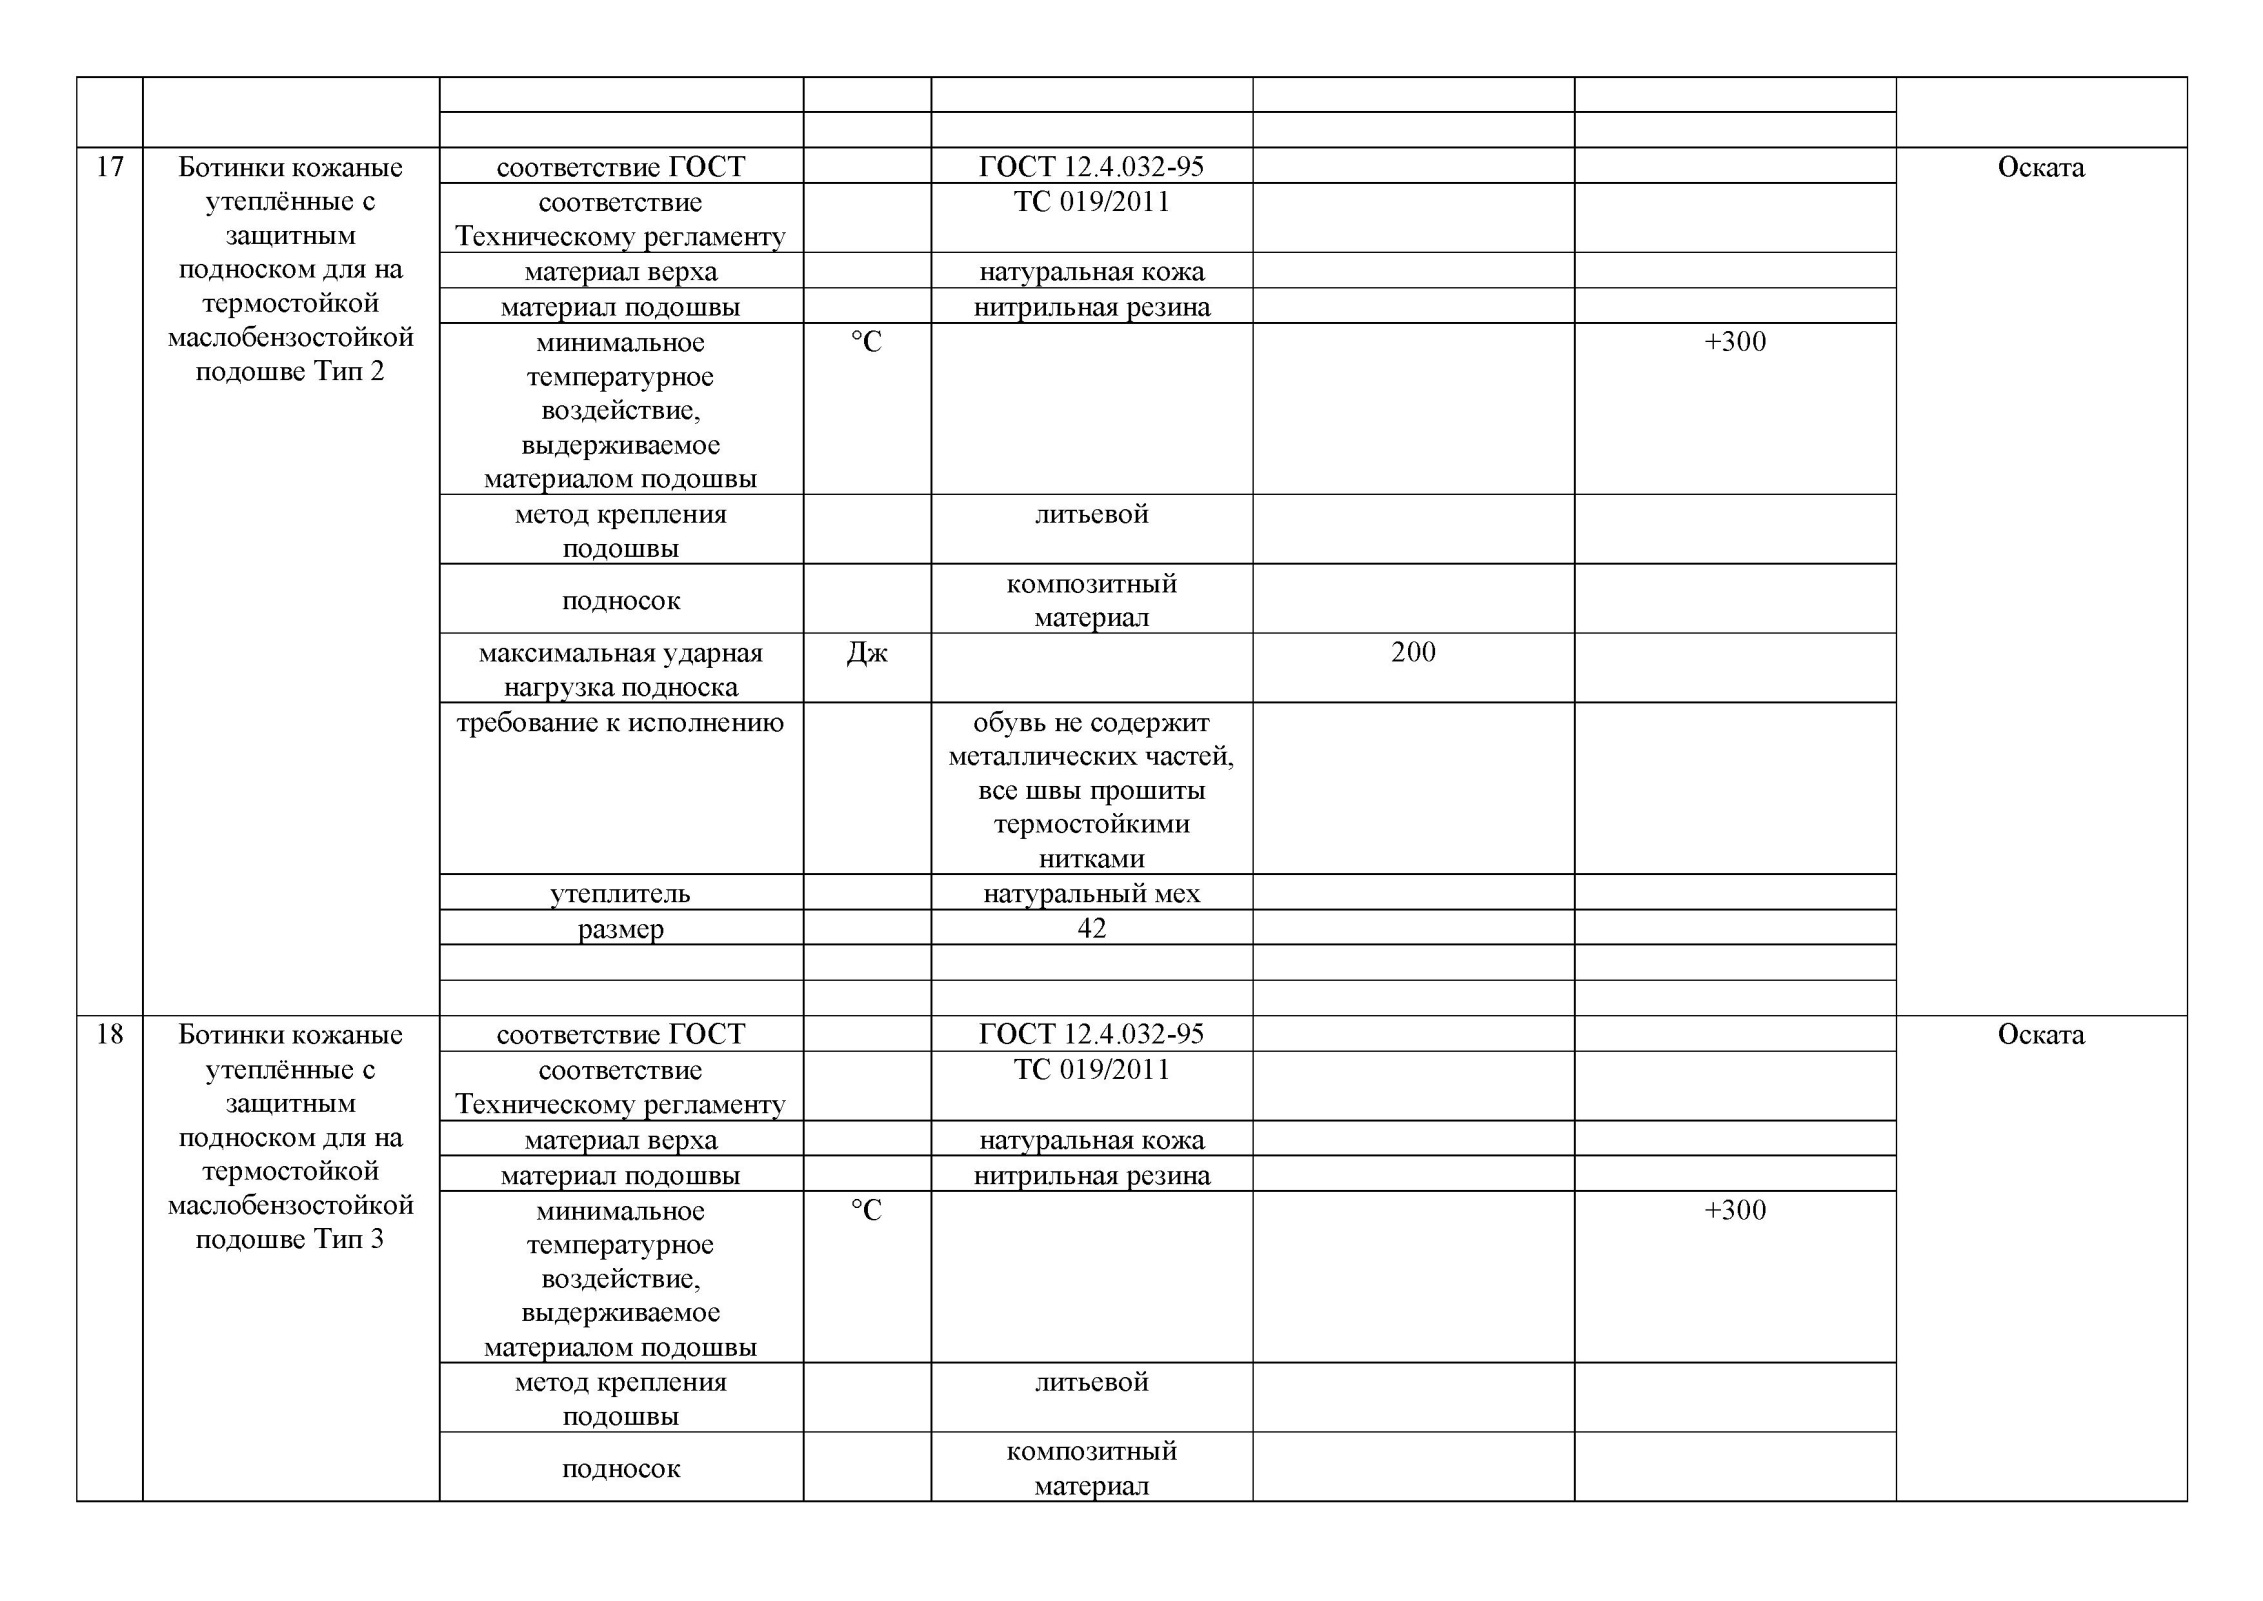 17
Ботинки кожаные
утеплённые с
защитным
подноском для на
термостойкой
маслобензостойкой
подошве Тип 2
соответствие ГОСТ
ГОСТ 12.4.032-95
Оската
соответствие
Техническому регламенту
ТС 019/2011
материал верха
натуральная кожа
материал подошвы
нитрильная резина
минимальное
температурное
воздействие,
выдерживаемое
материалом подошвы
°С
+300
метод крепления
подошвы
литьевой
подносок
композитный
материал
максимальная ударная
нагрузка подноска
Дж
200
требование к исполнению
обувь не содержит
металлических частей,
все швы прошиты
термостойкими
нитками
утеплитель
натуральный мех
размер
42
18
Ботинки кожаные
утеплённые с
защитным
подноском для на
термостойкой
маслобензостойкой
подошве Тип 3
соответствие ГОСТ
ГОСТ 12.4.032-95
Оската
соответствие
Техническому регламенту
ТС 019/2011
материал верха
натуральная кожа
материал подошвы
нитрильная резина
минимальное
температурное
воздействие,
выдерживаемое
материалом подошвы
°С
+300
метод крепления
подошвы
литьевой
подносок
композитный
материал